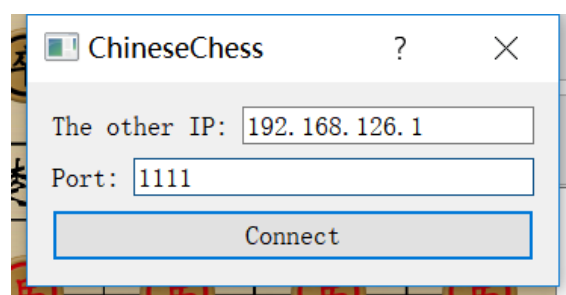 ChineseChess ?
The other IP: 192.168.126.1
Port: 1111
Connect